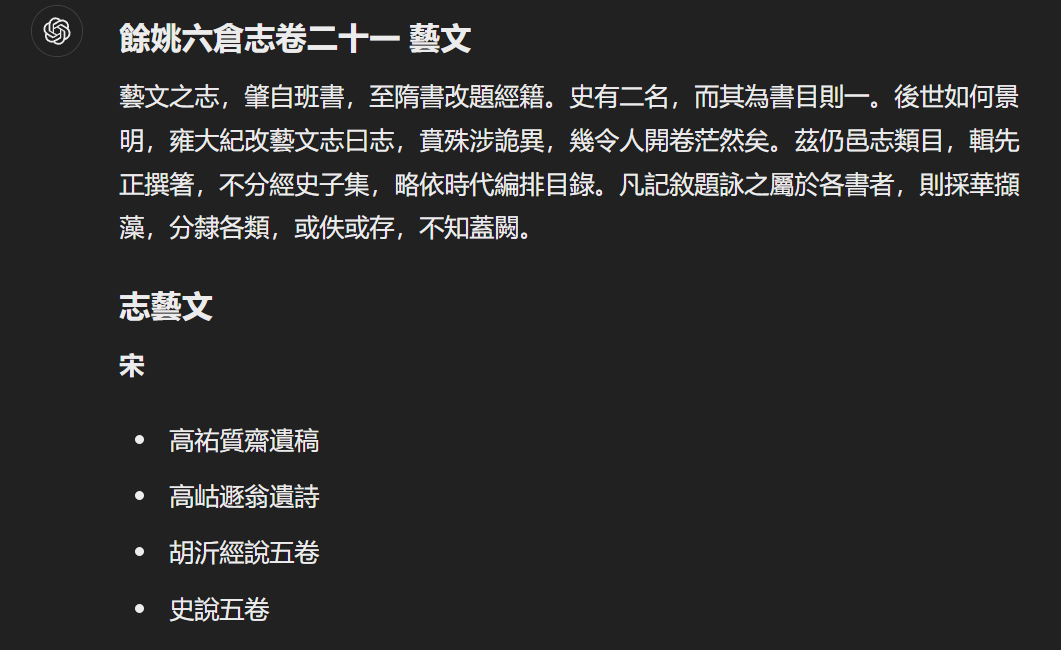 餘姚六倉志卷二十一 藝文
藝文之志，肇自班書，至隋書改題經籍。史有二名，而其為書目則一。後世如何景
明，雍大紀改藝文志曰志，賁殊涉詭異，幾令人開卷茫然矣。茲仍邑志類目，輯先
正撰箸，不分經史子集，略依時代編排目錄。凡記敘題詠之屬於各書者，則採華擷
藻，分隸各類，或佚或存，不知蓋闕。
志藝文
宋
高祐質齋遺稿
高岵遯翁遺詩
胡沂經說五卷
史說五卷